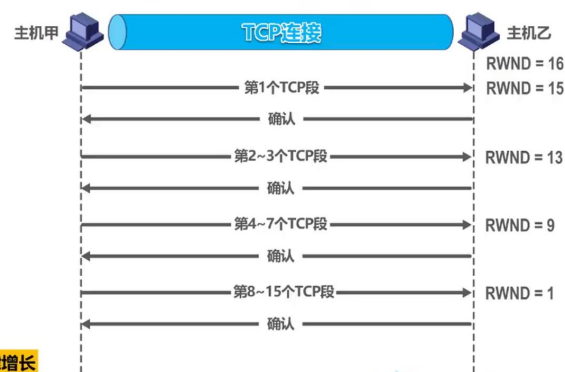 主机甲
TCP连接
主机乙
RWND = 16
第1个TCP段
RWND = 15
确认
第2~3个TCP段
RWND = 13
确认
第4~7个TCP段
RWND = 9
确认
第8~15个TCP段
RWND = 1
确认
增长